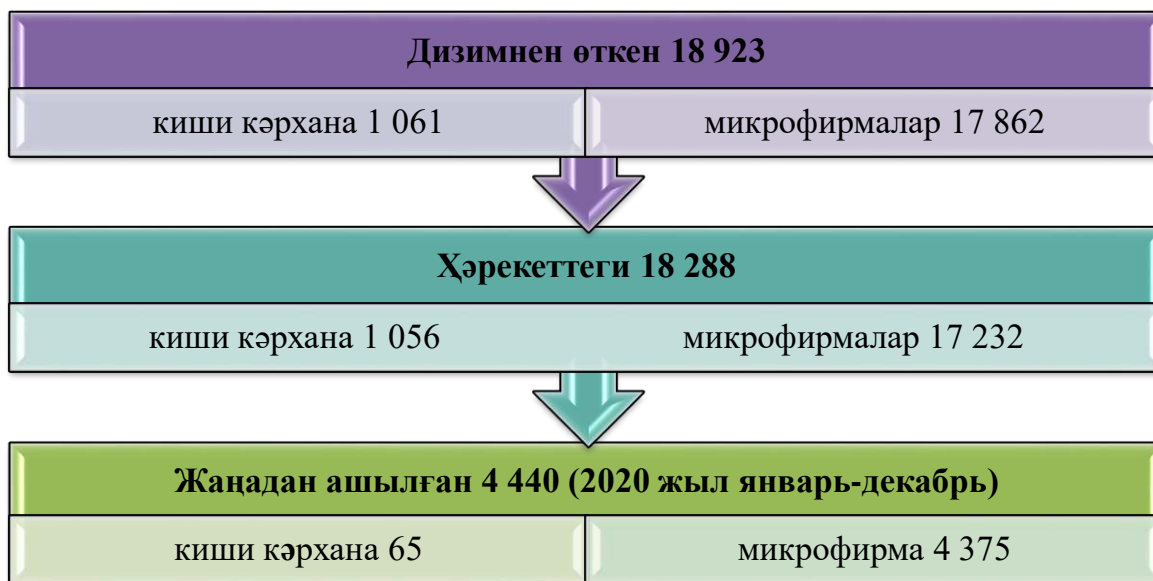 Дизимнен өткен 18 923
киши кәрхана 1 061
микрофирмалар 17 862
Ҳәрекеттеги 18 288
киши кәрхана 1 056
микрофирмалар 17 232
Жаңадан ашылған 4 440 (2020 жыл январь-декабрь)
киши кәрхана 65
микрофирма 4 375